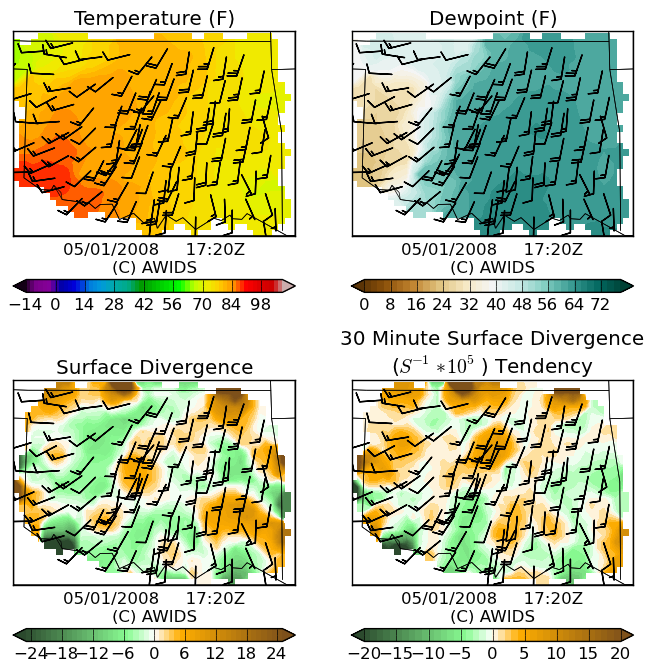 Temperature (F)
05/01/2008 17:20Z
(C) AWIDS
−14 0 14 28 42 56 70 84 98
Dewpoint (F)
05/01/2008 17:20Z
(C) AWIDS
0 8 16 24 32 40 48 56 64 72
Surface Divergence
05/01/2008 17:20Z
(C) AWIDS
−24 −18 −12 −6 0 6 12 18 24
30 Minute Surface Divergence
(S⁻¹ *10⁵ ) Tendency
05/01/2008 17:20Z
(C) AWIDS
−20 −15 −10 −5 0 5 10 15 20